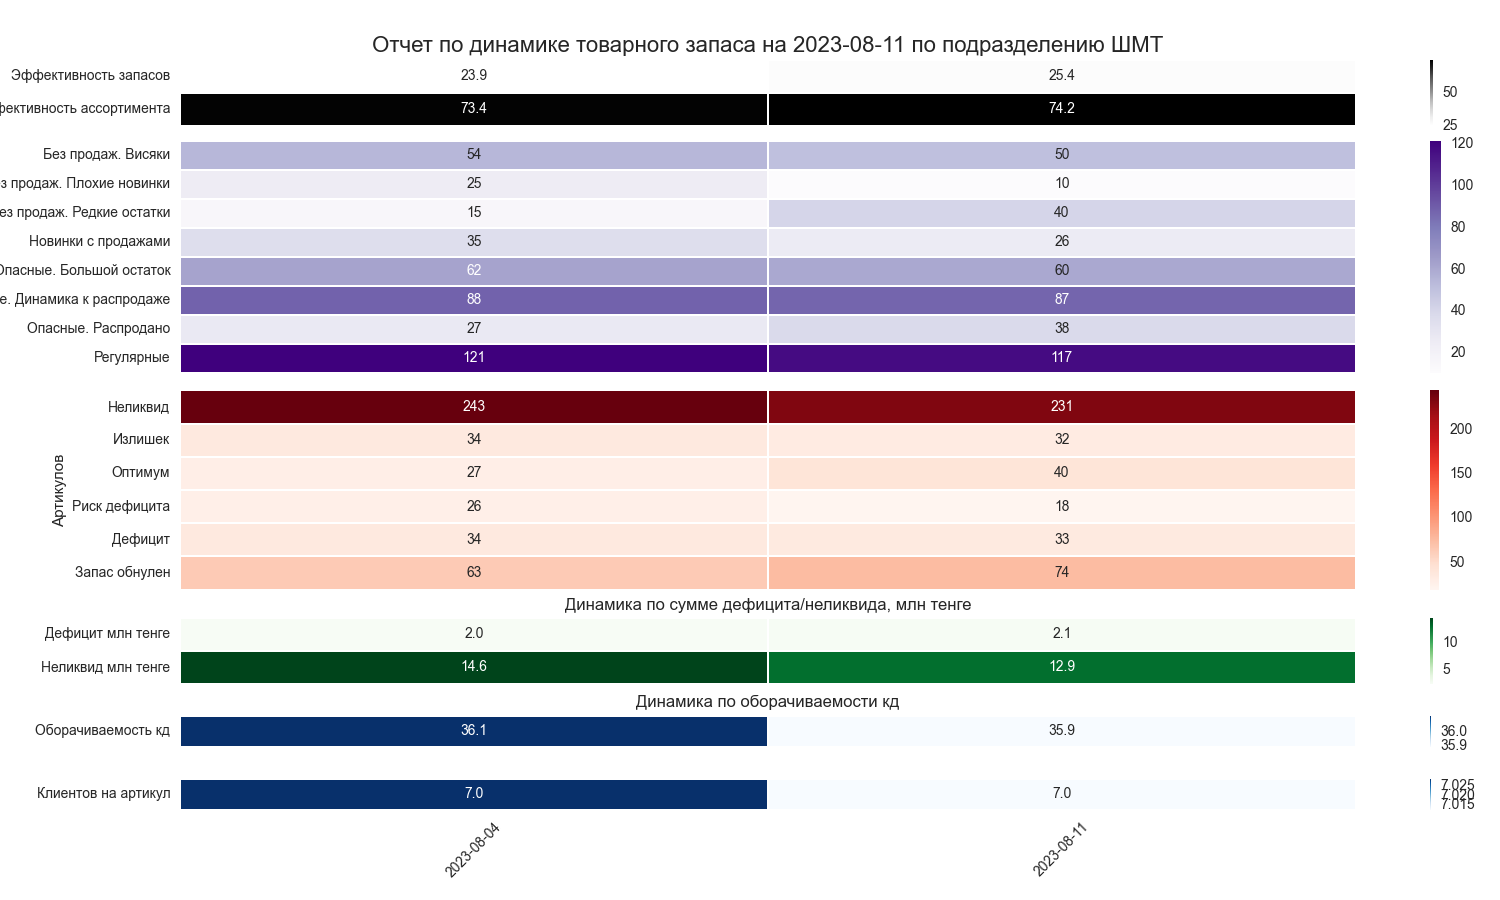 Отчет по динамике товарного запаса на 2023-08-11 по подразделению ШМТ
Эффективность запасов 23.9 25.4
фективность ассортимента 73.4 74.2
50
25
Без продаж. Висяки 54 50
з продаж. Плохие новинки 25 10
ез продаж. Редкие остатки 15 40
Новинки с продажами 35 26
Опасные. Большой остаток 62 60
е. Динамика к распродаже 88 87
Опасные. Распродано 27 38
Регулярные 121 117
120
100
80
60
40
20
Артикулов
Неликвид 243 231
Излишек 34 32
Оптимум 27 40
Риск дефицита 26 18
Дефицит 34 33
Запас обнулен 63 74
200
150
100
50
Динамика по сумме дефицита/неликвида, млн тенге
Дефицит млн тенге 2.0 2.1
Неликвид млн тенге 14.6 12.9
10
5
Динамика по оборачиваемости кд
Оборачиваемость кд 36.1 35.9
36.0
35.9
Клиентов на артикул 7.0 7.0
7.025
7.020
7.015
2023-08-04 2023-08-11